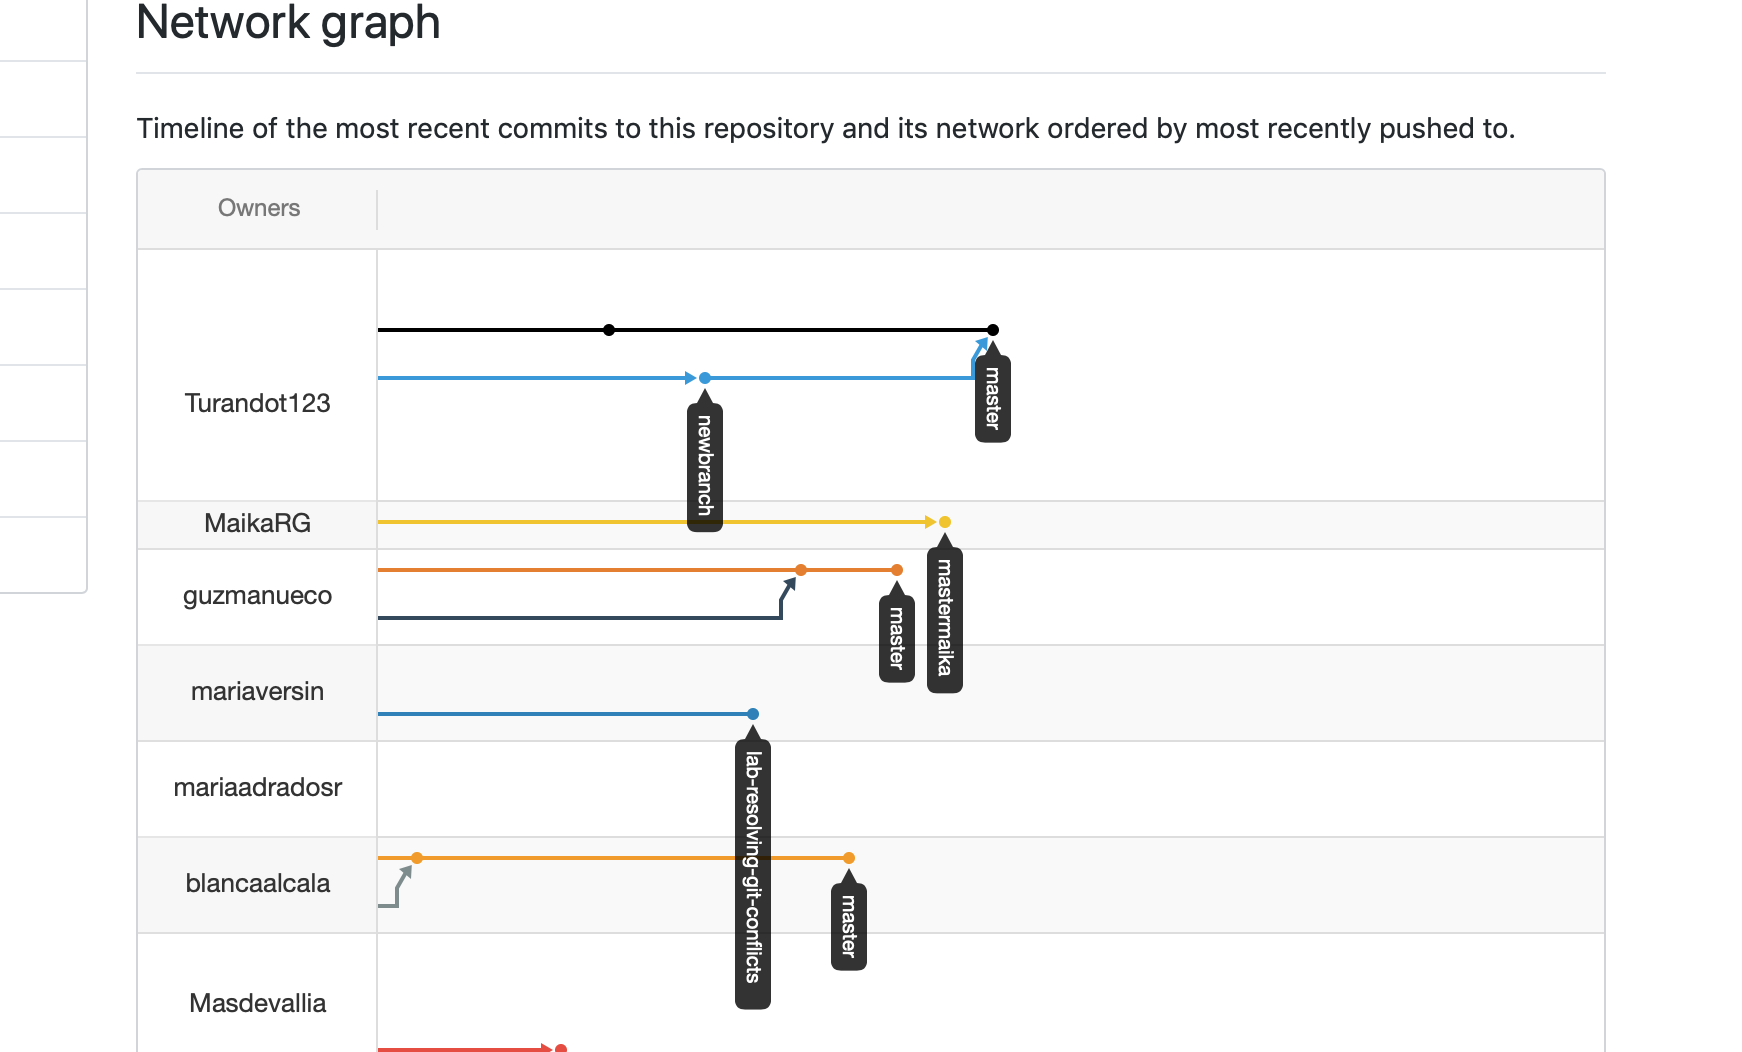 Network graph
Timeline of the most recent commits to this repository and its network ordered by most recently pushed to.
Owners
Turandot123
master
newbranch
MaikaRG
mastermaika
guzmanueco
master
mariaversin
lab-resolving-git-conflicts
mariaadradosr
blancaalcala
master
Masdevallia